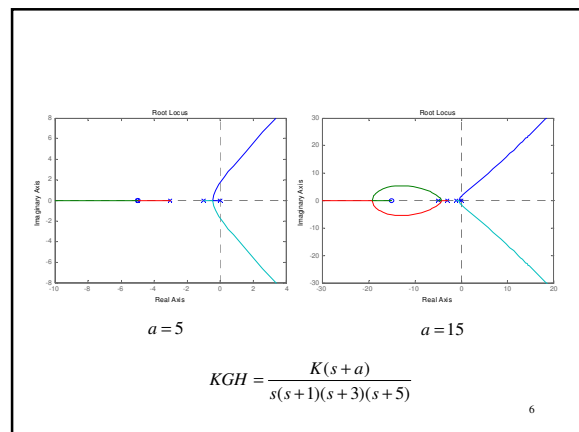 Root Locus
Imaginary Axis
8
6
4
2
0
-2
-4
-6
-8
-10 -8 -6 -4 -2 0 2 4
Real Axis
a = 5
Root Locus
Imaginary Axis
30
20
10
0
-10
-20
-30
-30 -20 -10 0 10 20
Real Axis
a = 15
KGH = K(s + a) / s(s + 1)(s + 3)(s + 5)
6